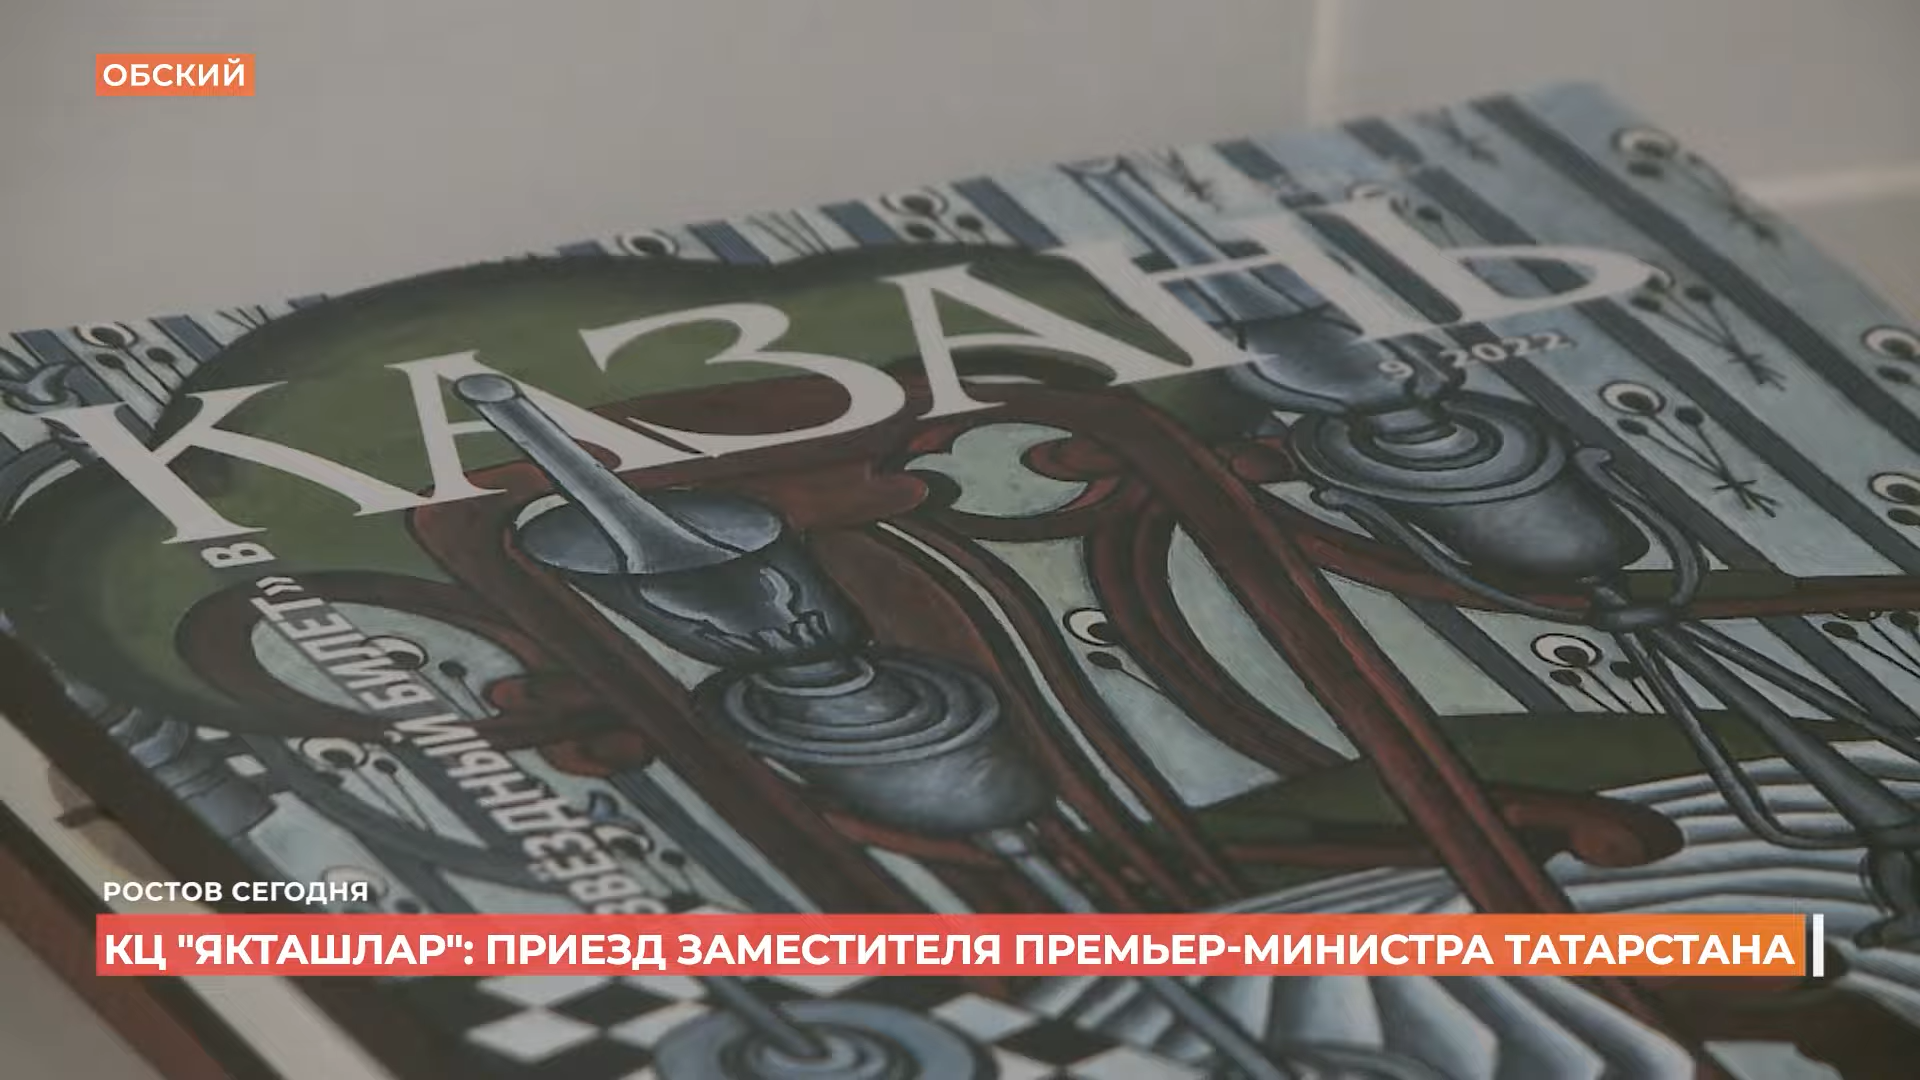 ОБСКИЙ
КАЗАНЬ
9 2022
ЗВЁЗДНЫЙ БИЛЕТ» В
РОСТОВ СЕГОДНЯ
КЦ "ЯКТАШЛАР": ПРИЕЗД ЗАМЕСТИТЕЛЯ ПРЕМЬЕР-МИНИСТРА ТАТАРСТАНА